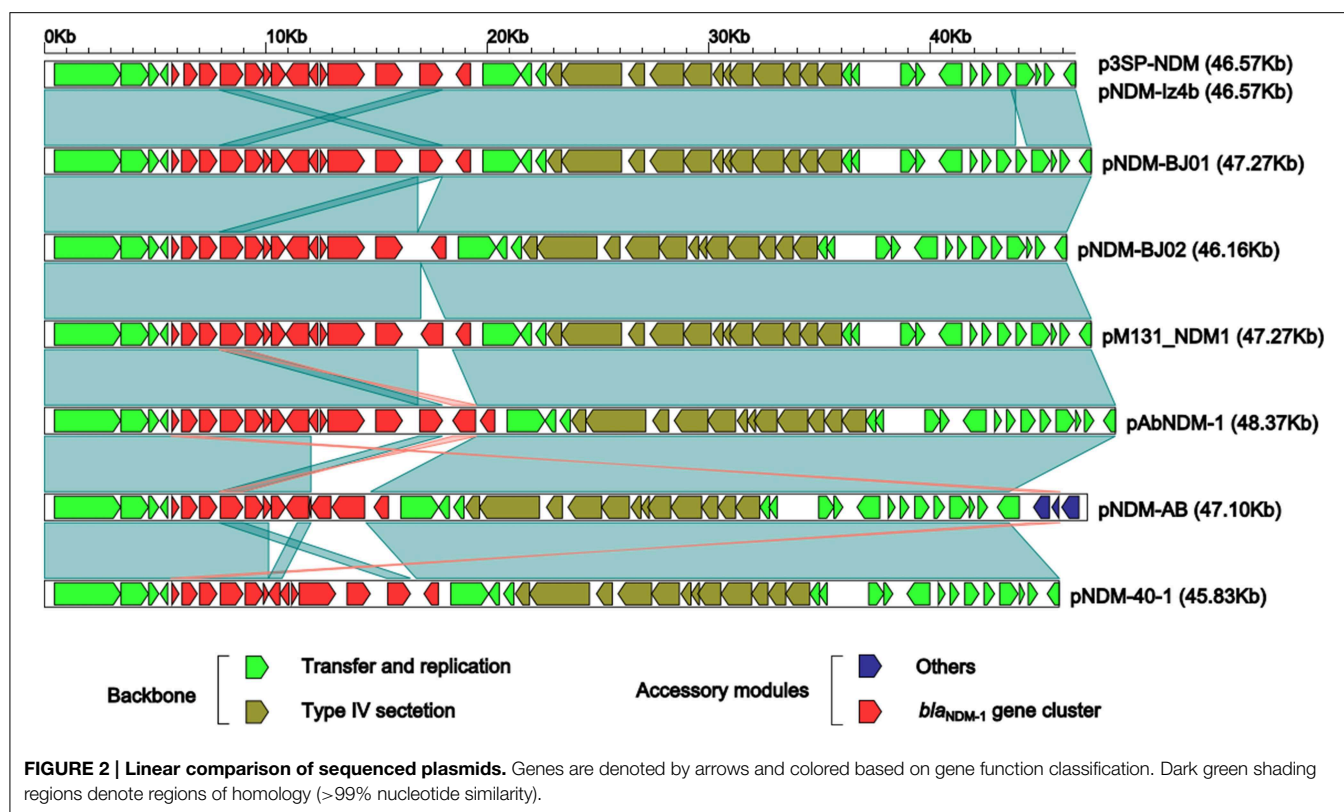 0Kb 10Kb 20Kb 30Kb 40Kb
p3SP-NDM (46.57Kb)
pNDM-Iz4b (46.57Kb)
pNDM-BJ01 (47.27Kb)
pNDM-BJ02 (46.16Kb)
pM131_NDM1 (47.27Kb)
pAbNDM-1 (48.37Kb)
pNDM-AB (47.10Kb)
pNDM-40-1 (45.83Kb)
Backbone
Transfer and replication
Type IV sectetion
Accessory modules
Others
blaNDM-1 gene cluster
FIGURE 2 | Linear comparison of sequenced plasmids. Genes are denoted by arrows and colored based on gene function classification. Dark green shading
regions denote regions of homology (>99% nucleotide similarity).